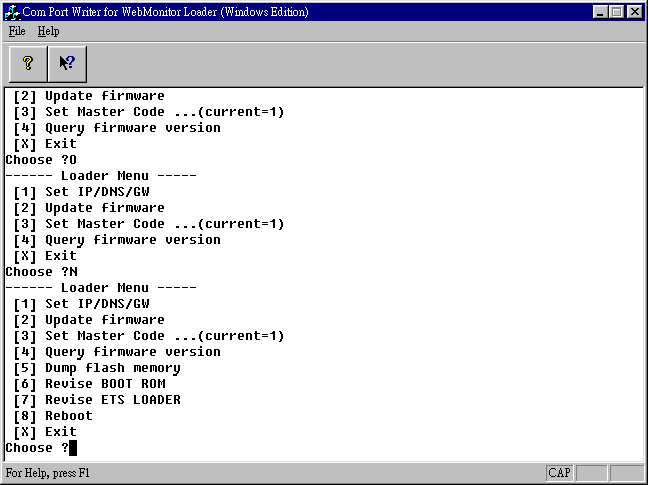 Com Port Writer for WebMonitor Loader (Windows Edition)
File Help
[2] Update firmware
[3] Set Master Code ...(current=1)
[4] Query firmware version
[X] Exit
Choose ?O
------ Loader Menu -----
[1] Set IP/DNS/GW
[2] Update firmware
[3] Set Master Code ...(current=1)
[4] Query firmware version
[X] Exit
Choose ?N
------ Loader Menu -----
[1] Set IP/DNS/GW
[2] Update firmware
[3] Set Master Code ...(current=1)
[4] Query firmware version
[5] Dump flash memory
[6] Revise BOOT ROM
[7] Revise ETS LOADER
[8] Reboot
[X] Exit
Choose ?
For Help, press F1 CAP